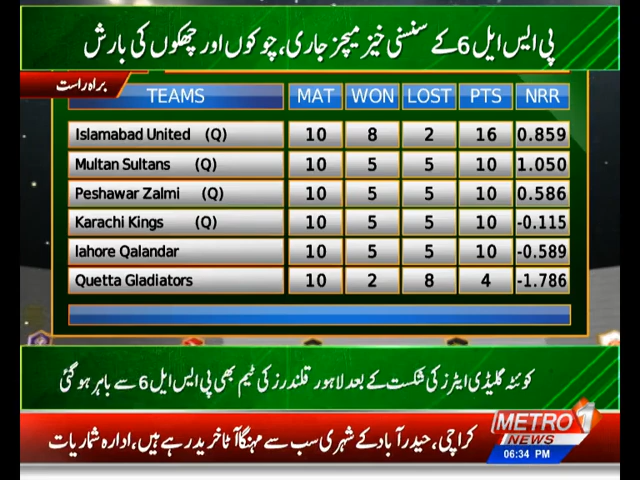 پی ایس ایل 6 کے سنسنی خیز میچز جاری، چوکوں اور چھکوں کی بارش
براہ راست
TEAMS MAT WON LOST PTS NRR
Islamabad United (Q) 10 8 2 16 0.859
Multan Sultans (Q) 10 5 5 10 1.050
Peshawar Zalmi (Q) 10 5 5 10 0.586
Karachi Kings (Q) 10 5 5 10 -0.115
lahore Qalandar 10 5 5 10 -0.589
Quetta Gladiators 10 2 8 4 -1.786
کوئٹہ گلیڈی ایٹرز کی شکست کے بعد لاہور قلندرز کی ٹیم بھی پی ایس ایل 6 سے باہر ہو گئی
کراچی، حیدر آباد کے شہری سب سے مہنگا آٹا خرید رہے ہیں، ادارہ شماریات
METRO 1
NEWS
06:34 PM